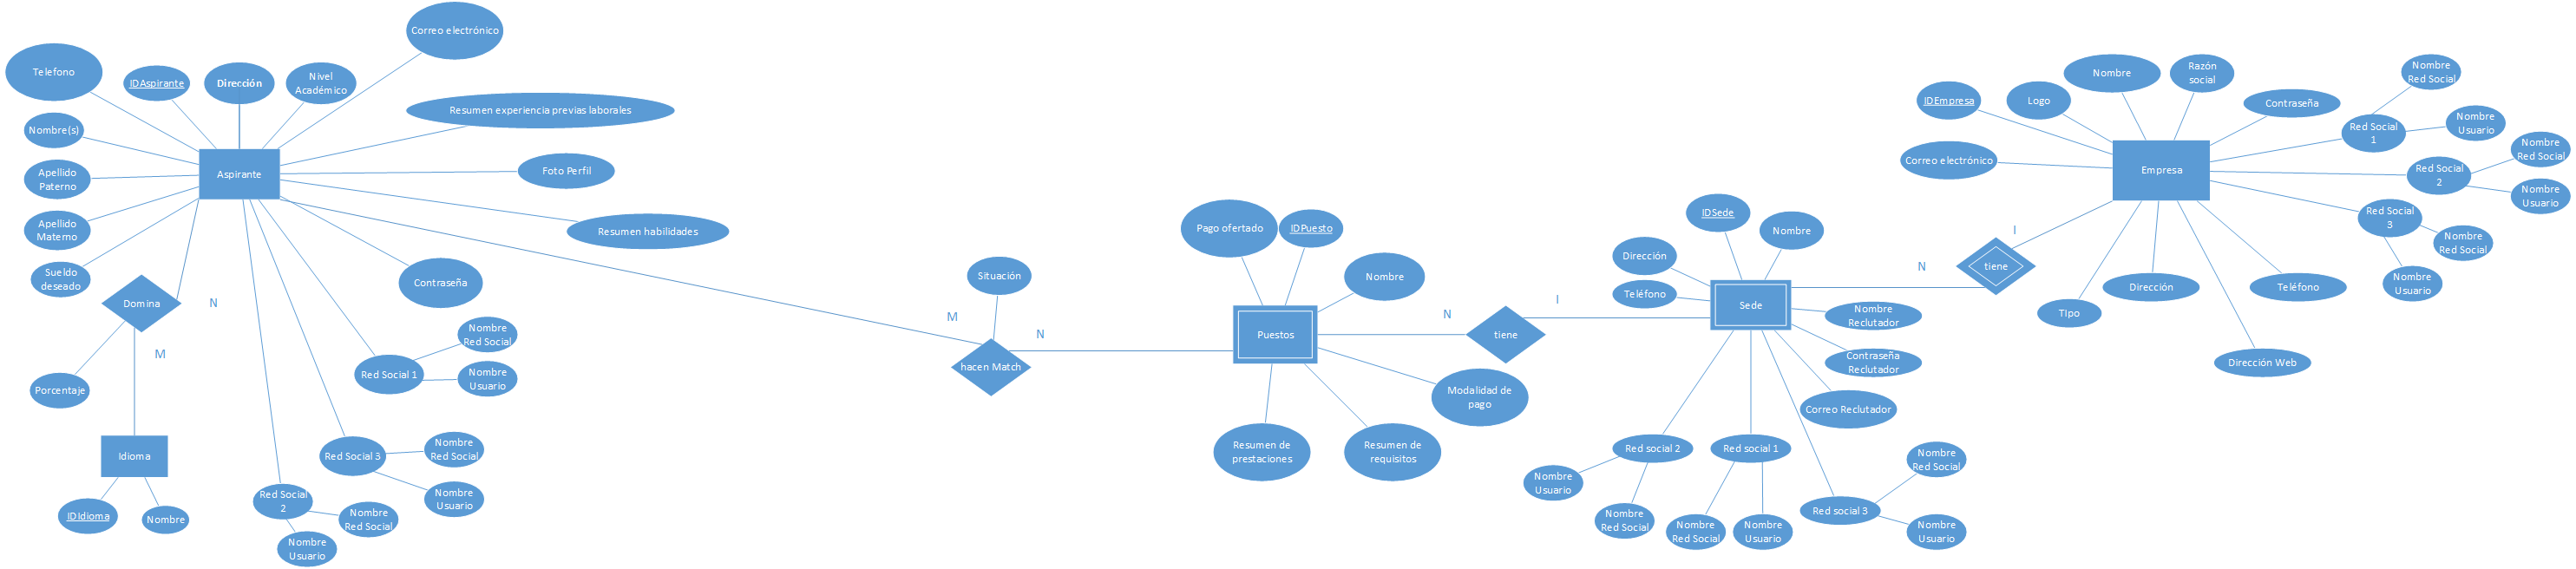 Correo electrónico
Telefono
IDAspirante
Dirección
Nivel
Académico
Resumen experiencia previas laborales
Nombre(s)
Foto Perfil
Apellido
Paterno
Aspirante
Apellido
Materno
Resumen habilidades
Sueldo
deseado
Contraseña
Domina
N
M
Porcentaje
Idioma
IDIdioma
Nombre
Red Social 1
Nombre
Red Social
Nombre
Usuario
Red Social 3
Nombre
Red Social
Nombre
Usuario
Red Social
2
Nombre
Red Social
Nombre
Usuario
Situación
M
N
hacen Match
Pago ofertado
IDPuesto
Nombre
Puestos
Modalidad de
pago
Resumen de
prestaciones
Resumen de
requisitos
N
I
tiene
IDSede
Nombre
Dirección
Teléfono
Sede
Nombre
Reclutador
Contraseña
Reclutador
Correo Reclutador
Red social 2
Nombre
Usuario
Nombre
Red Social
Red social 1
Nombre
Red Social
Nombre
Usuario
Red social 3
Nombre
Red Social
Nombre
Usuario
N
I
tiene
IDEmpresa
Logo
Nombre
Razón
social
Contraseña
Correo electrónico
Empresa
Red Social
1
Nombre
Red Social
Nombre
Usuario
Red Social
2
Nombre
Red Social
Nombre
Usuario
Red Social
3
Nombre
Red Social
Nombre
Usuario
TIpo
Dirección
Teléfono
Dirección Web